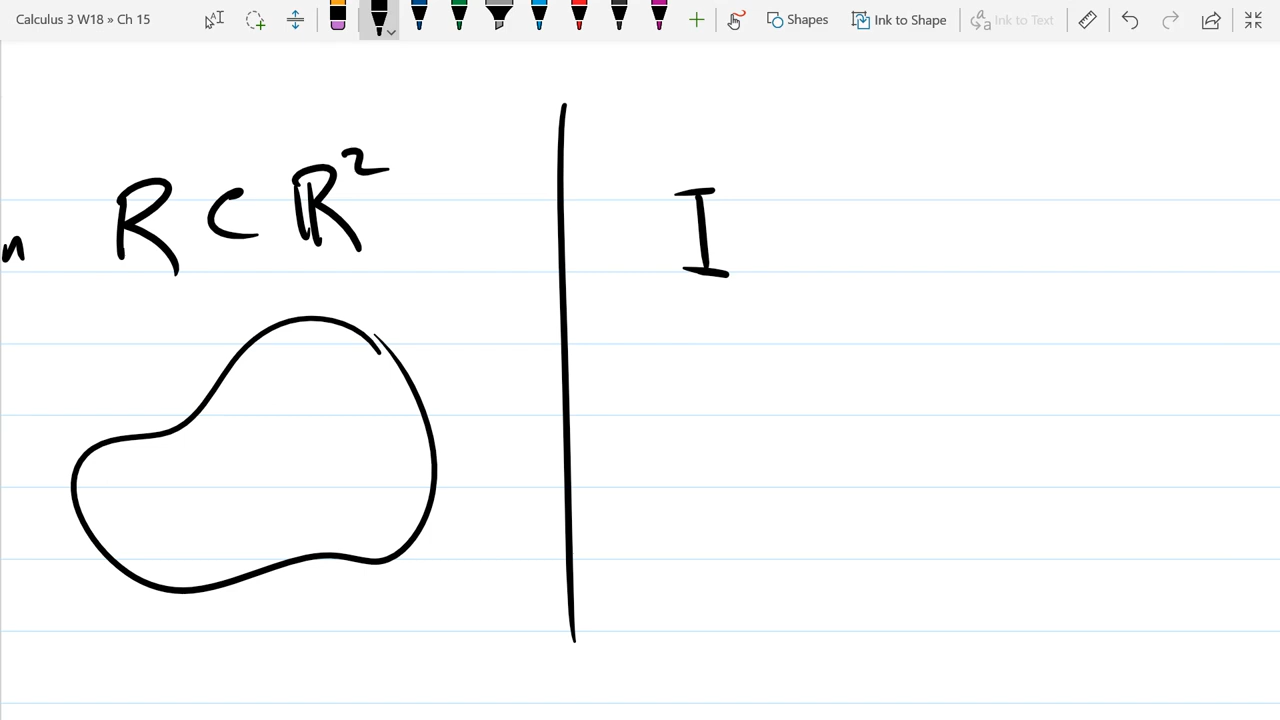 Calculus 3 W18 » Ch 15
Shapes
Ink to Shape
Ink to Text
n R ⊂ ℝ²
I